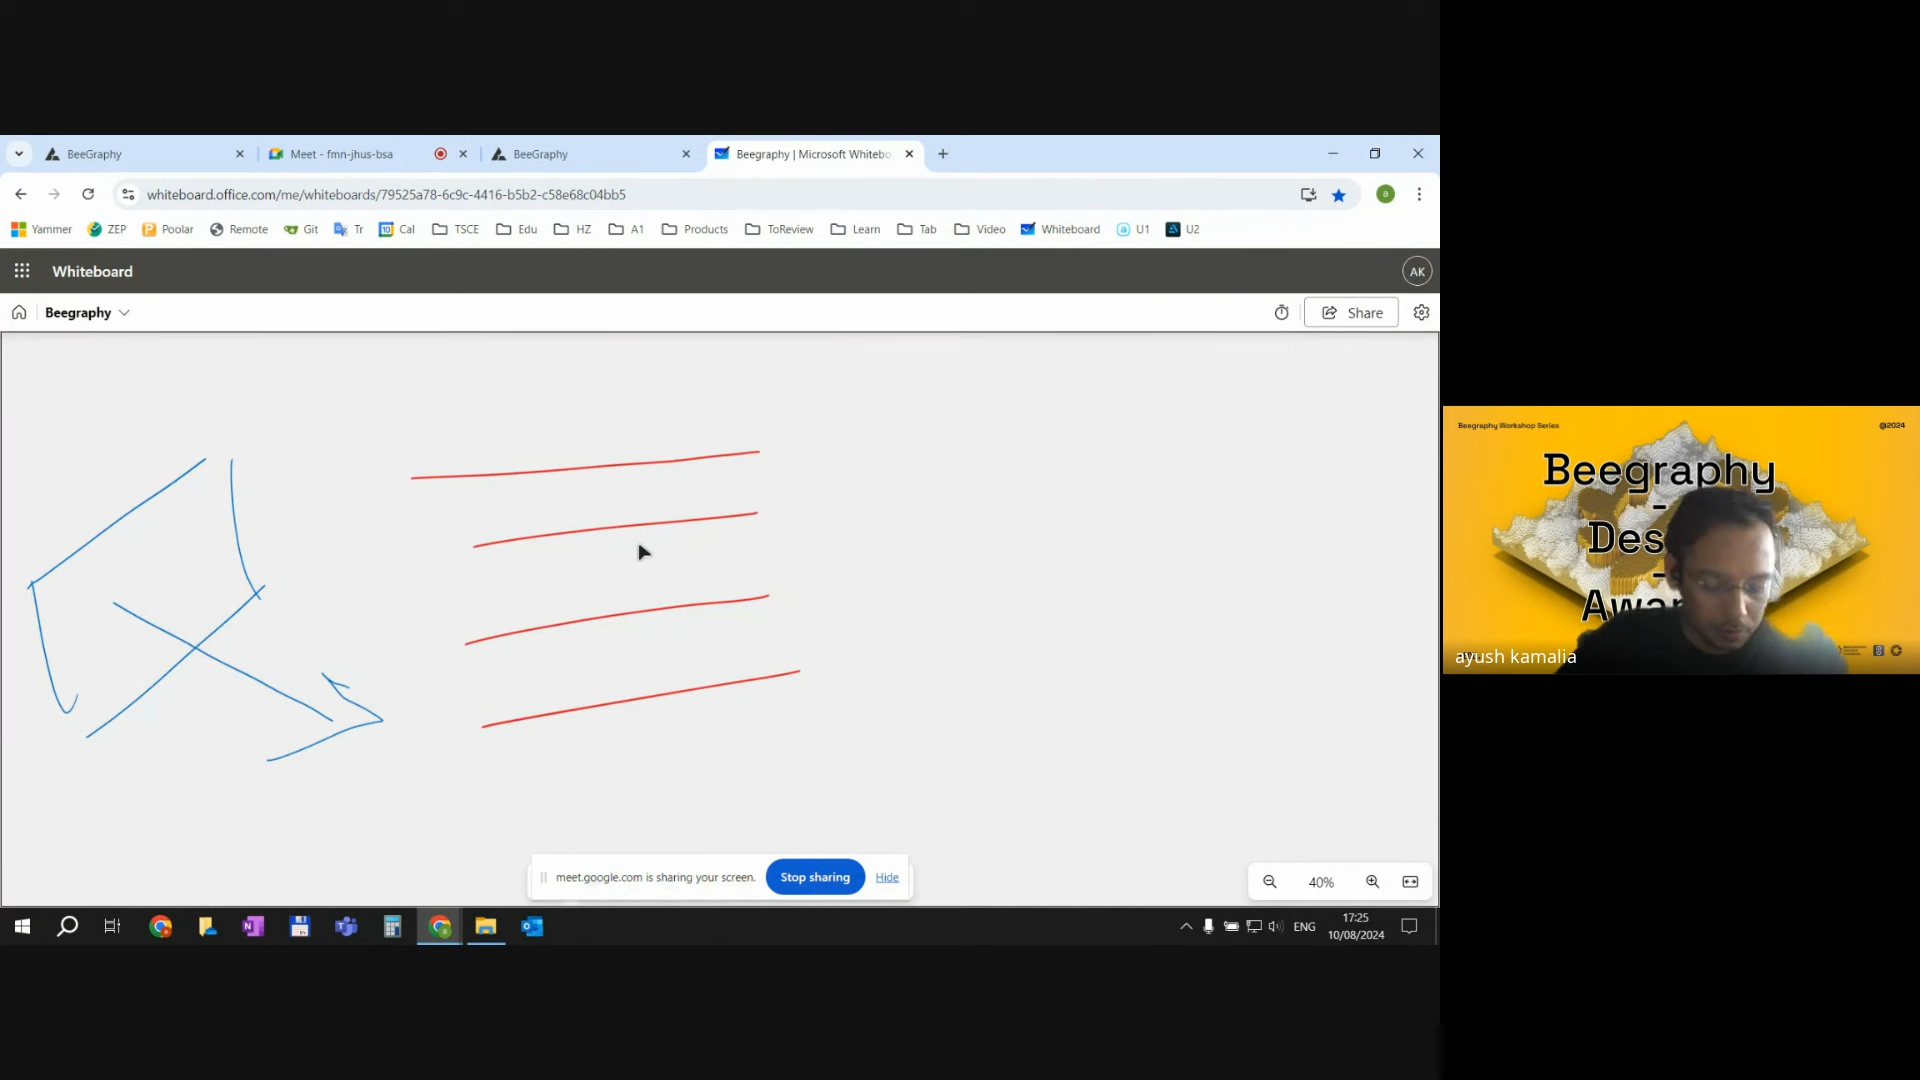 BeeGraphy
Meet - fmn-jhus-bsa
BeeGraphy
Beegraphy | Microsoft Whitebo
whiteboard.office.com/me/whiteboards/79525a78-6c9c-4416-b5b2-c58e68c04bb5
a
Yammer
ZEP
Poolar
Remote
Git
Tr
Cal
TSCE
Edu
HZ
A1
Products
ToReview
Learn
Tab
Video
Whiteboard
U1
U2
Whiteboard
AK
Beegraphy
Share
Beegraphy Workshop Series
@2024
Beegraphy
-
Des
-
Awar
ayush kamalia
meet.google.com is sharing your screen.
Stop sharing
Hide
40%
ENG
17:25
10/08/2024